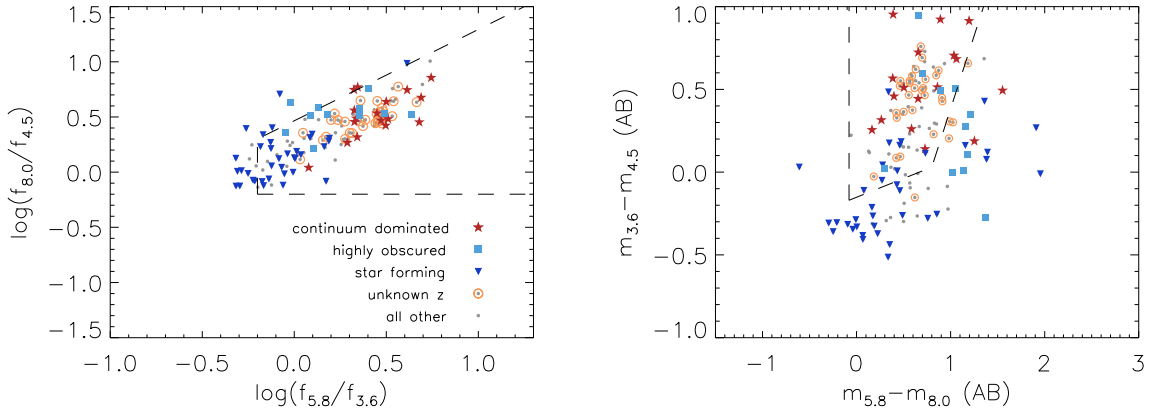 1.5
1.0
0.5
0.0
−0.5
−1.0
−1.5
log(f8.0/f4.5)
continuum dominated
highly obscured
star forming
unknown z
all other
−1.0 −0.5 0.0 0.5 1.0
log(f5.8/f3.6)
1.0
0.5
0.0
−0.5
−1.0
m3.6−m4.5 (AB)
−1 0 1 2 3
m5.8−m8.0 (AB)